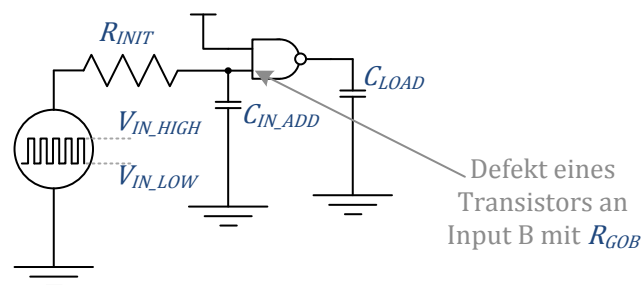 R_INIT
C_LOAD
V_IN_HIGH
C_IN_ADD
V_IN_LOW
Defekt eines
Transistors an
Input B mit R_GOB